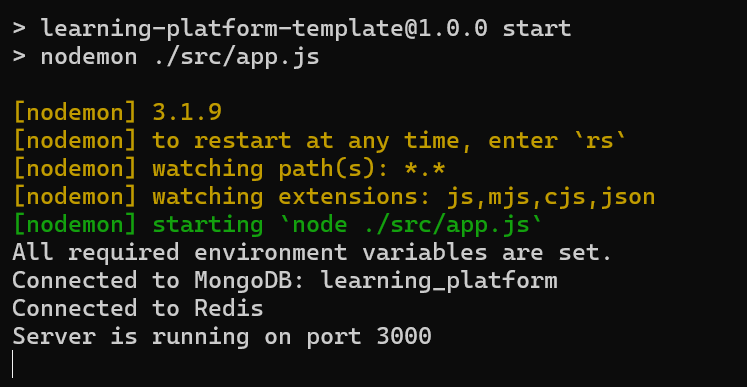 > learning-platform-template@1.0.0 start
> nodemon ./src/app.js
[nodemon] 3.1.9
[nodemon] to restart at any time, enter `rs`
[nodemon] watching path(s): *.*
[nodemon] watching extensions: js,mjs,cjs,json
[nodemon] starting `node ./src/app.js`
All required environment variables are set.
Connected to MongoDB: learning_platform
Connected to Redis
Server is running on port 3000